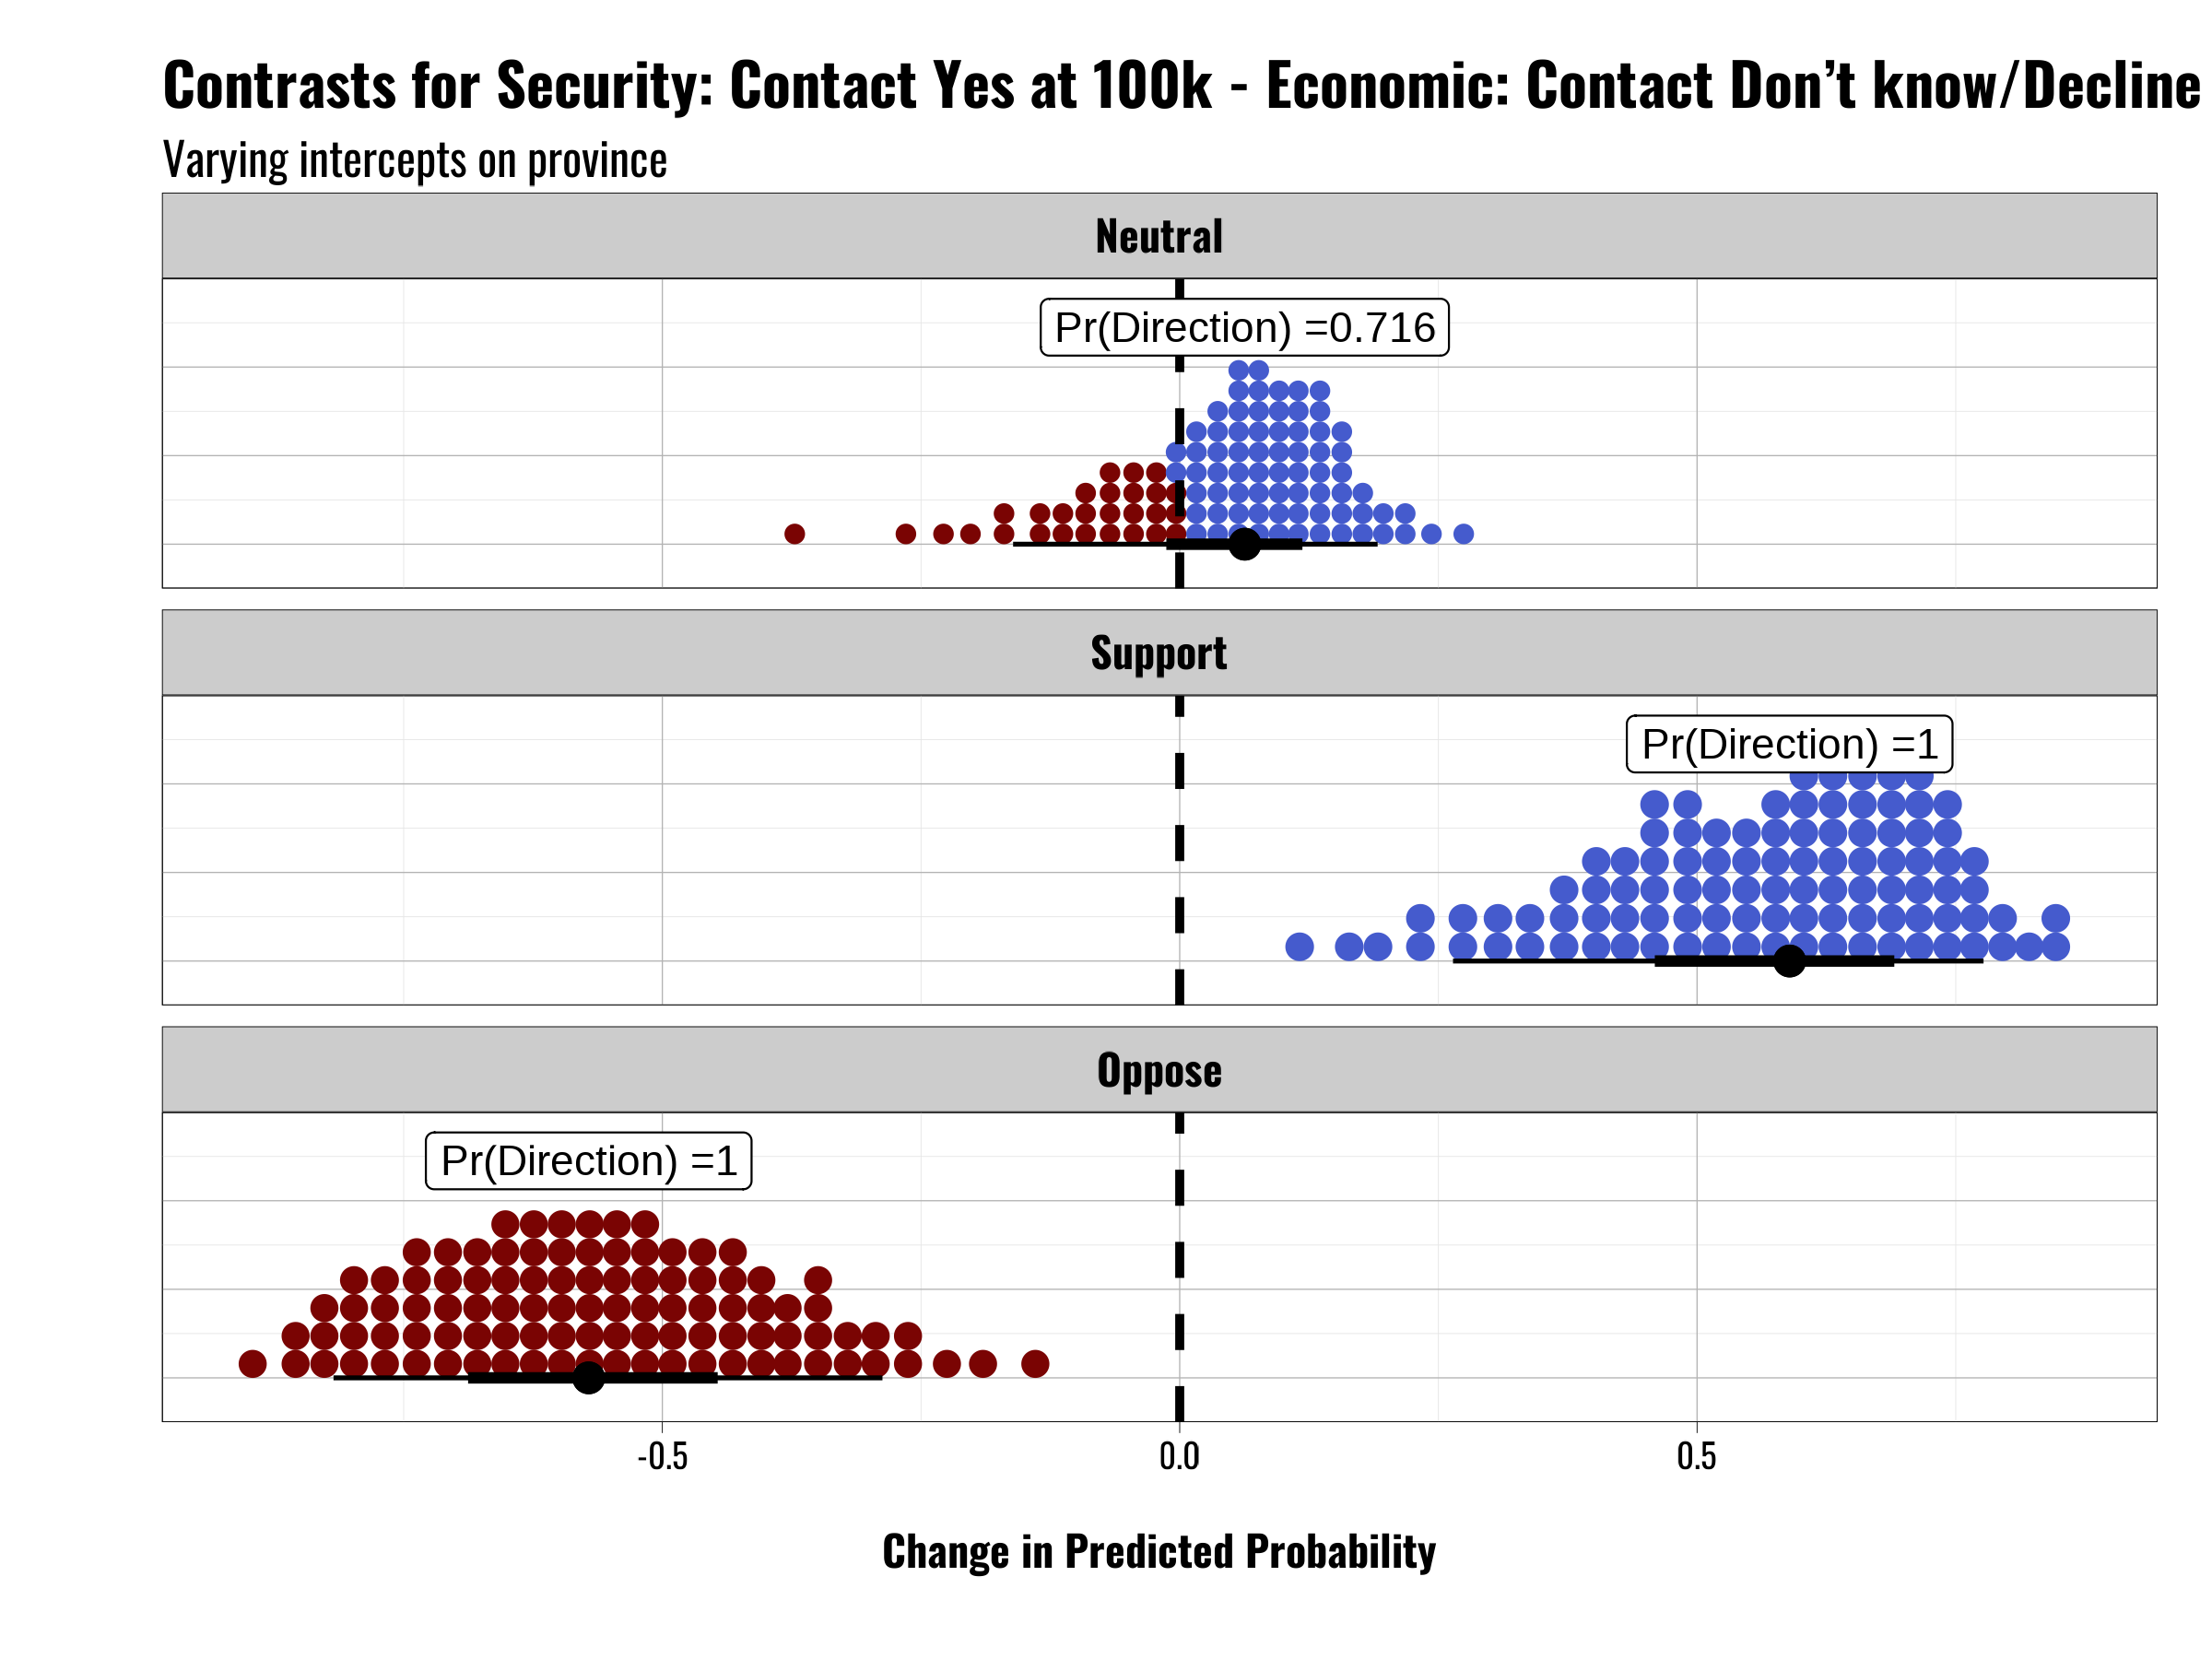 Contrasts for Security: Contact Yes at 100k - Economic: Contact Don’t know/Decline
Varying intercepts on province
Neutral
Pr(Direction) =0.716
Support
Pr(Direction) =1
Oppose
Pr(Direction) =1
-0.5 0.0 0.5
Change in Predicted Probability